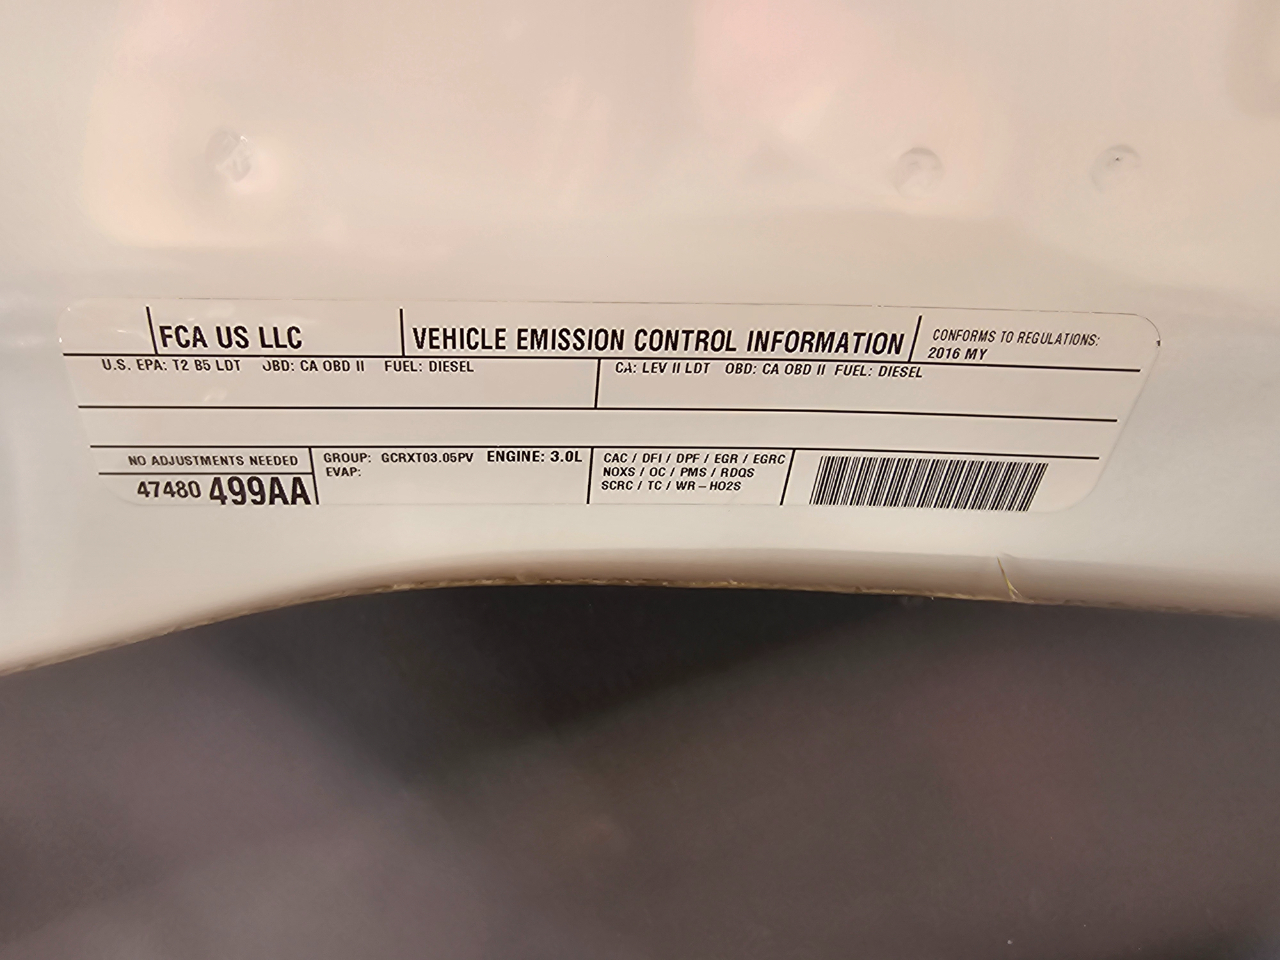 FCA US LLC
VEHICLE EMISSION CONTROL INFORMATION
CONFORMS TO REGULATIONS:
2016 MY
U.S. EPA: T2 B5 LDT OBD: CA OBD II FUEL: DIESEL
CA: LEV II LDT OBD: CA OBD II FUEL: DIESEL
NO ADJUSTMENTS NEEDED
47480 499AA
GROUP: GCRXT03.05PV ENGINE: 3.0L
EVAP:
CAC / DFI / DPF / EGR / EGRC
NOXS / OC / PMS / RDQS
SCRC / TC / WR – HO2S